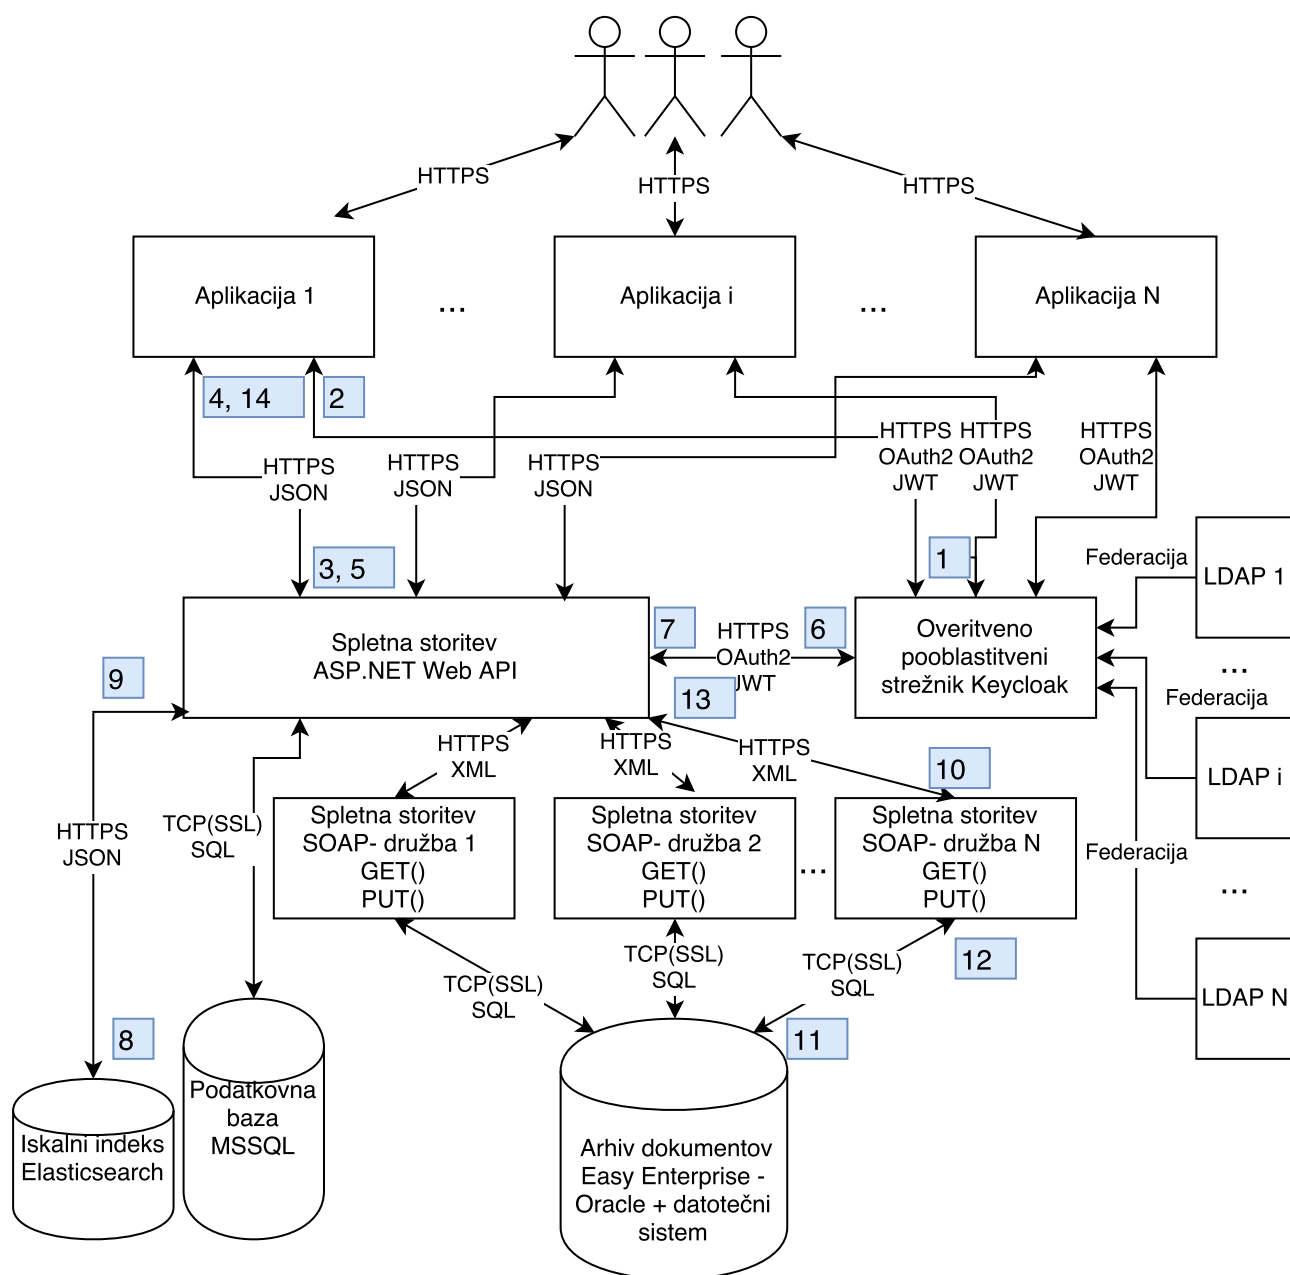 HTTPS
HTTPS
HTTPS
Aplikacija 1
...
Aplikacija i
...
Aplikacija N
4, 14
2
HTTPS
JSON
HTTPS
JSON
HTTPS
JSON
HTTPS
OAuth2
JWT
HTTPS
OAuth2
JWT
HTTPS
OAuth2
JWT
3, 5
1
Federacija
LDAP 1
Spletna storitev
ASP.NET Web API
7
HTTPS
OAuth2
JWT
6
Overitveno
pooblastitveni
strežnik Keycloak
...
9
13
Federacija
HTTPS
XML
HTTPS
XML
HTTPS
XML
10
LDAP i
HTTPS
JSON
TCP(SSL)
SQL
Spletna storitev
SOAP- družba 1
GET()
PUT()
Spletna storitev
SOAP- družba 2
GET()
PUT()
...
Spletna storitev
SOAP- družba N
GET()
PUT()
Federacija
...
TCP(SSL)
SQL
TCP(SSL)
SQL
TCP(SSL)
SQL
12
LDAP N
8
11
Iskalni indeks
Elasticsearch
Podatkovna
baza
MSSQL
Arhiv dokumentov
Easy Enterprise -
Oracle + datotečni
sistem